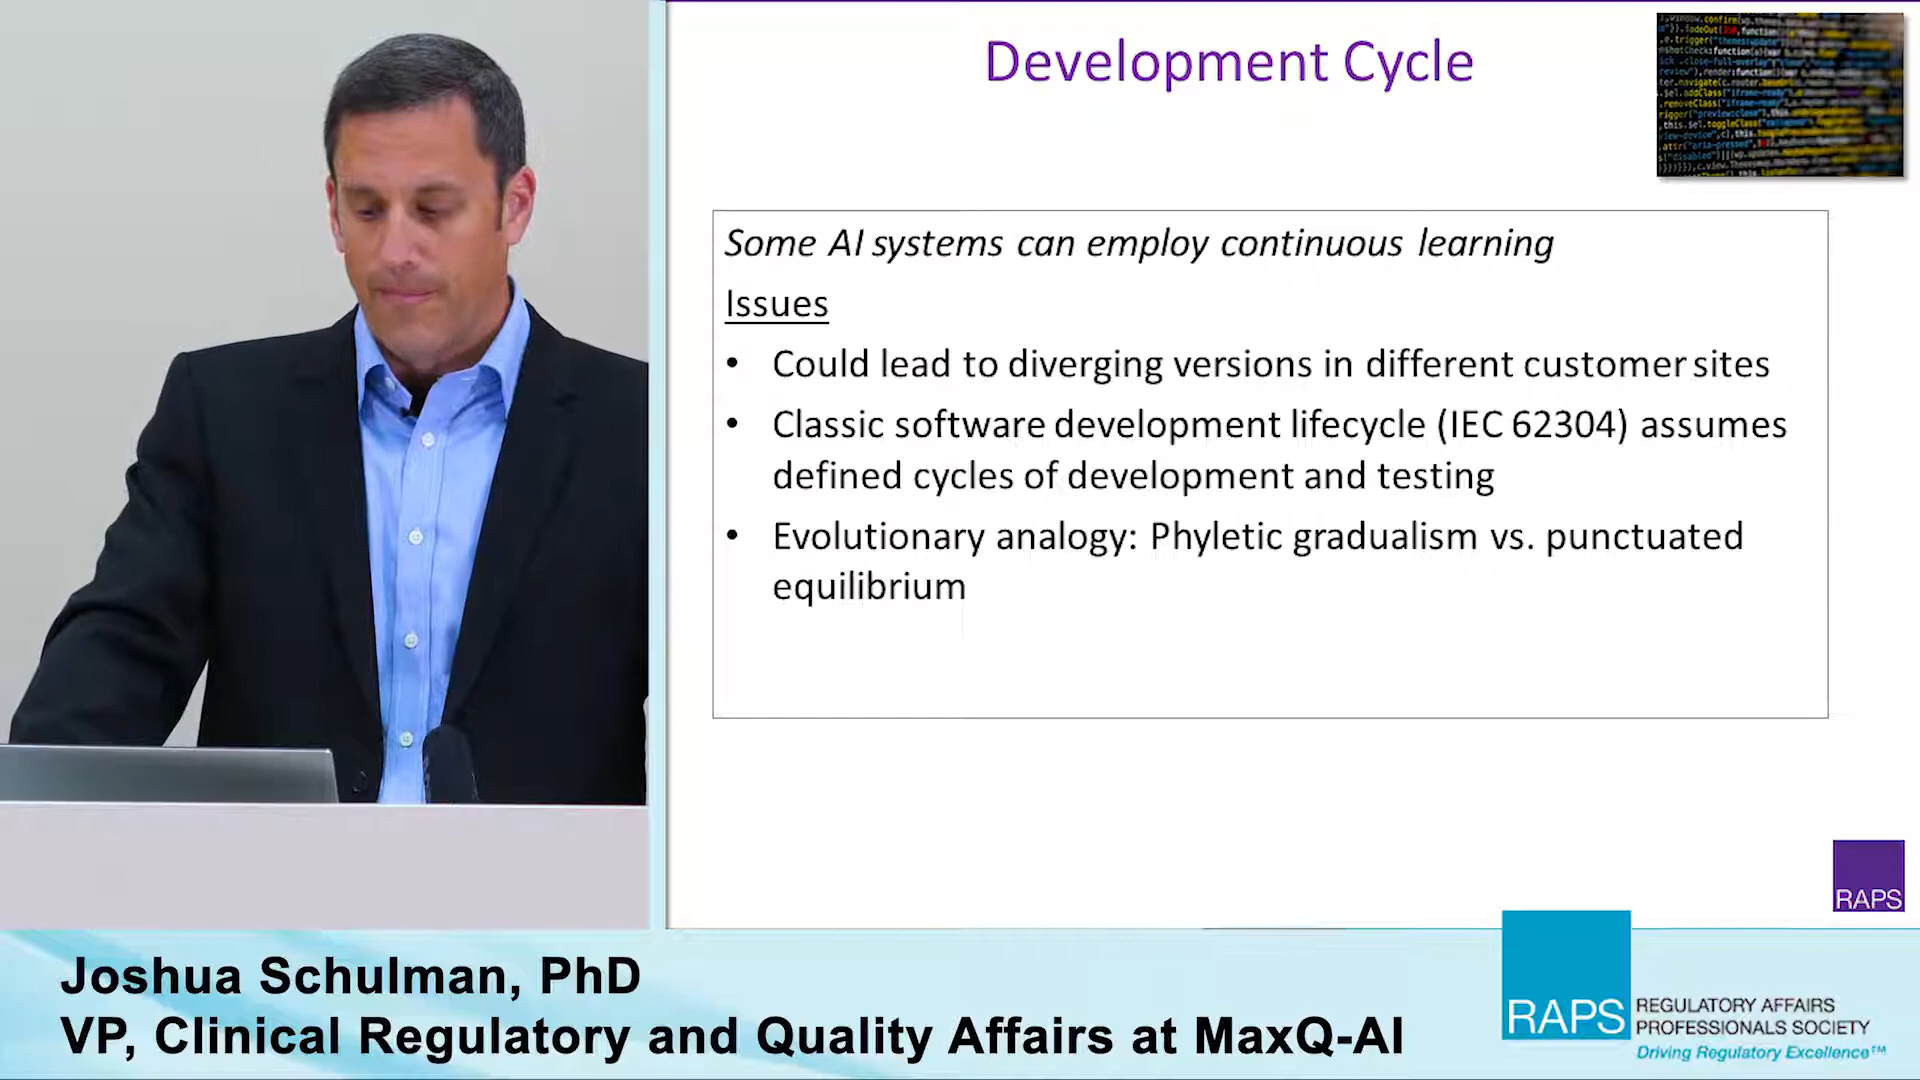 Development Cycle
Some AI systems can employ continuous learning
Issues
• Could lead to diverging versions in different customer sites
• Classic software development lifecycle (IEC 62304) assumes
defined cycles of development and testing
• Evolutionary analogy: Phyletic gradualism vs. punctuated
equilibrium
RAPS
Joshua Schulman, PhD
VP, Clinical Regulatory and Quality Affairs at MaxQ-AI
RAPS
REGULATORY AFFAIRS
PROFESSIONALS SOCIETY
Driving Regulatory Excellence™